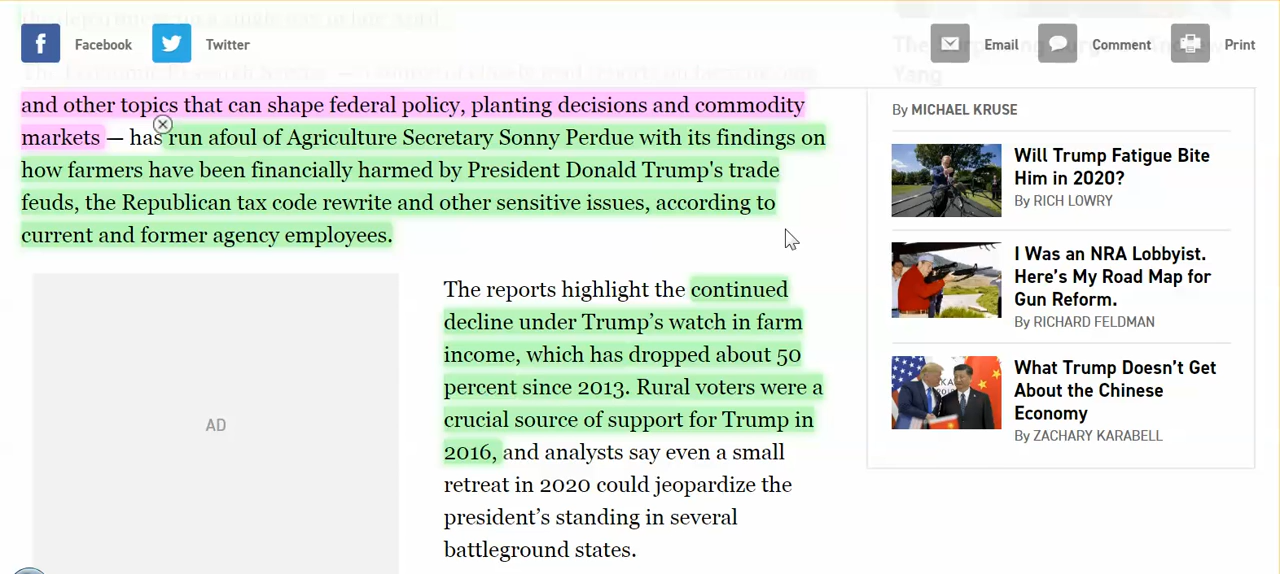 Facebook
Twitter
Email
Comment
Print
Yang
and other topics that can shape federal policy, planting decisions and commodity
markets — has run afoul of Agriculture Secretary Sonny Perdue with its findings on
how farmers have been financially harmed by President Donald Trump's trade
feuds, the Republican tax code rewrite and other sensitive issues, according to
current and former agency employees.
AD
The reports highlight the continued
decline under Trump’s watch in farm
income, which has dropped about 50
percent since 2013. Rural voters were a
crucial source of support for Trump in
2016, and analysts say even a small
retreat in 2020 could jeopardize the
president’s standing in several
battleground states.
By MICHAEL KRUSE
Will Trump Fatigue Bite
Him in 2020?
By RICH LOWRY
I Was an NRA Lobbyist.
Here’s My Road Map for
Gun Reform.
By RICHARD FELDMAN
What Trump Doesn’t Get
About the Chinese
Economy
By ZACHARY KARABELL